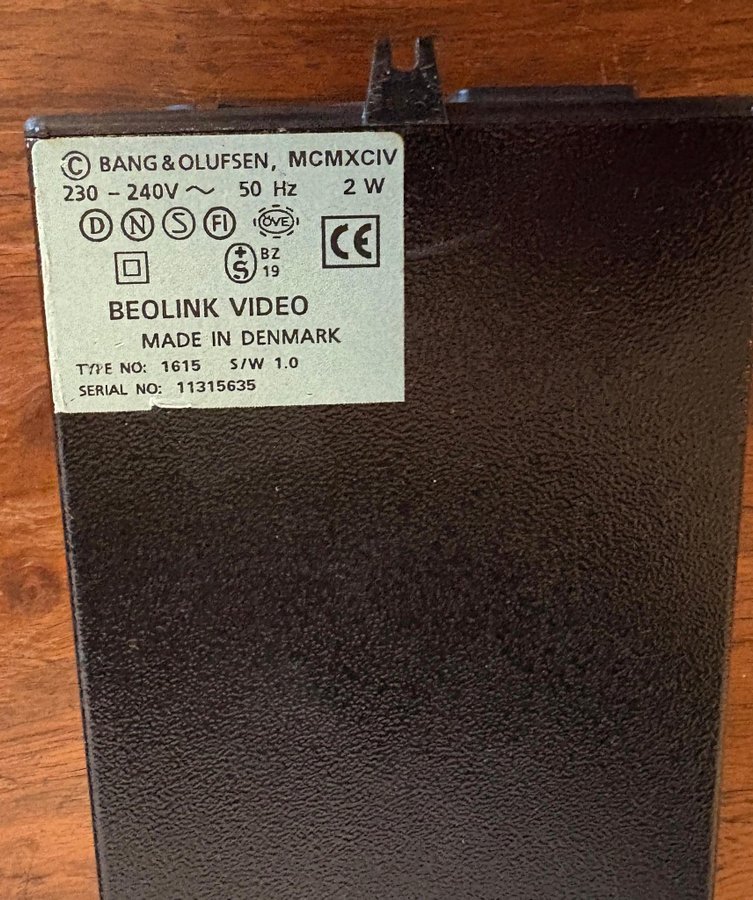 © BANG & OLUFSEN, MCMXCIV
230 – 240V ~ 50 Hz 2 W
D N S FI ÖVE CE
+S BZ 19
BEOLINK VIDEO
MADE IN DENMARK
TYPE NO: 1615 S/W 1.0
SERIAL NO: 11315635